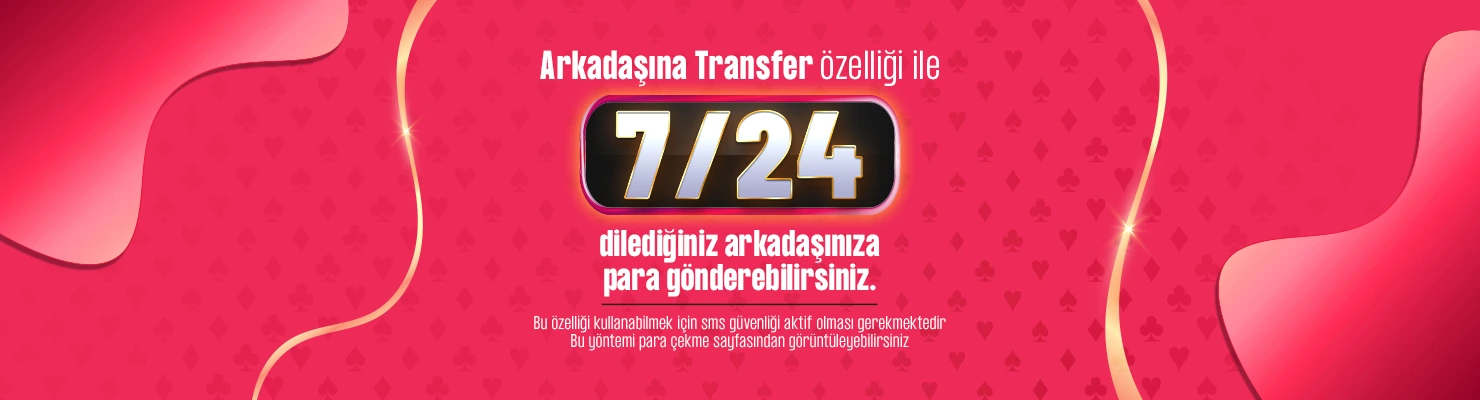 Arkadaşına Transfer özelliği ile
7/24
dilediğiniz arkadaşınıza
para gönderebilirsiniz.
Bu özelliği kullanabilmek için sms güvenliği aktif olması gerekmektedir
Bu yöntemi para çekme sayfasından görüntüleyebilirsiniz